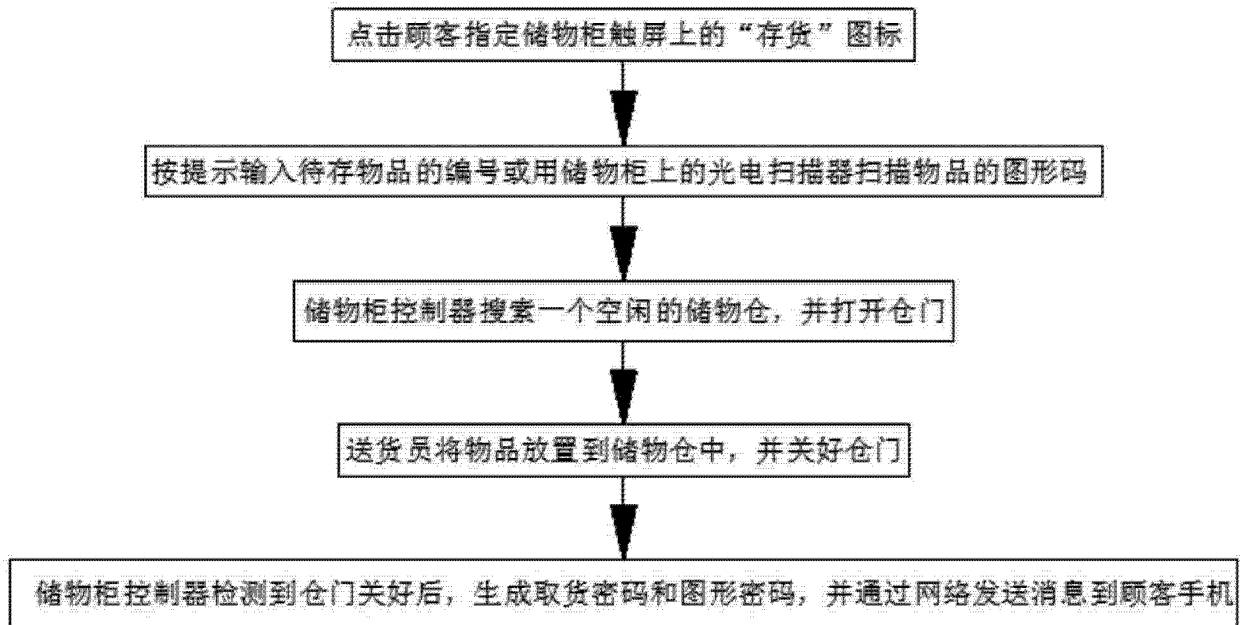 点击顾客指定储物柜触屏上的“存货”图标
按提示输入待存物品的编号或用储物柜上的光电扫描器扫描物品的图形码
储物柜控制器搜索一个空闲的储物仓，并打开仓门
送货员将物品放置到储物仓中，并关好仓门
储物柜控制器检测到仓门关好后，生成取货密码和图形密码，并通过网络发送消息到顾客手机